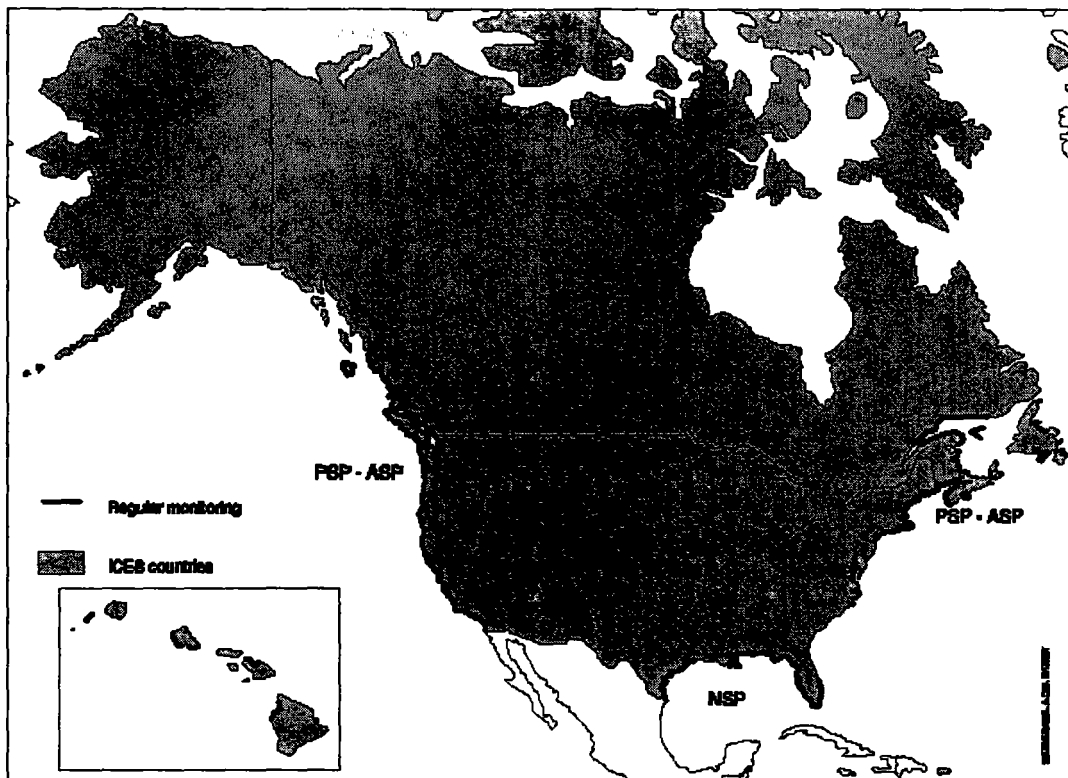 PSP - ASP
Regular monitoring
PSP - ASP
ICES countries
NSP